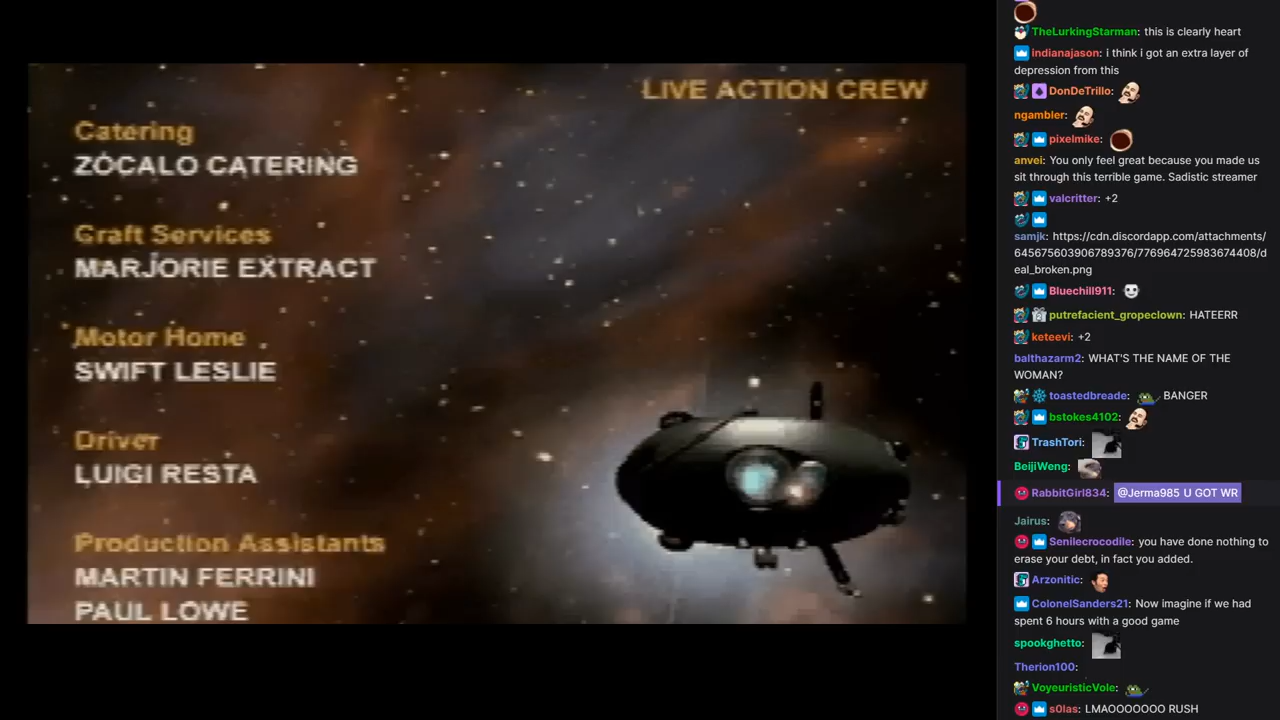 LIVE ACTION CREW
Catering
ZOCALO CATERING
Craft Services
MARJORIE EXTRACT
Motor Home
SWIFT LESLIE
Driver
LUIGI RESTA
Production Assistants
MARTIN FERRINI
PAUL LOWE
TheLurkingStarman: this is clearly heart
indianajason: i think i got an extra layer of
depression from this
DonDeTrillo:
ngambler:
pixelmike:
anvei: You only feel great because you made us
sit through this terrible game. Sadistic streamer
valcritter: +2
samjk: https://cdn.discordapp.com/attachments/
645675603906789376/776964725983674408/d
eal_broken.png
Bluechill911:
putrefacient_gropeclown: HATEERR
keteevi: +2
balthazarm2: WHAT'S THE NAME OF THE
WOMAN?
toastedbreade: BANGER
bstokes4102:
TrashTori:
BeijiWeng:
RabbitGirl834: @Jerma985 U GOT WR
Jairus:
Senilecrocodile: you have done nothing to
erase your debt, in fact you added.
Arzonitic:
ColonelSanders21: Now imagine if we had
spent 6 hours with a good game
spookghetto:
Therion100:
VoyeuristicVole:
s0las: LMAOOOOOOO RUSH